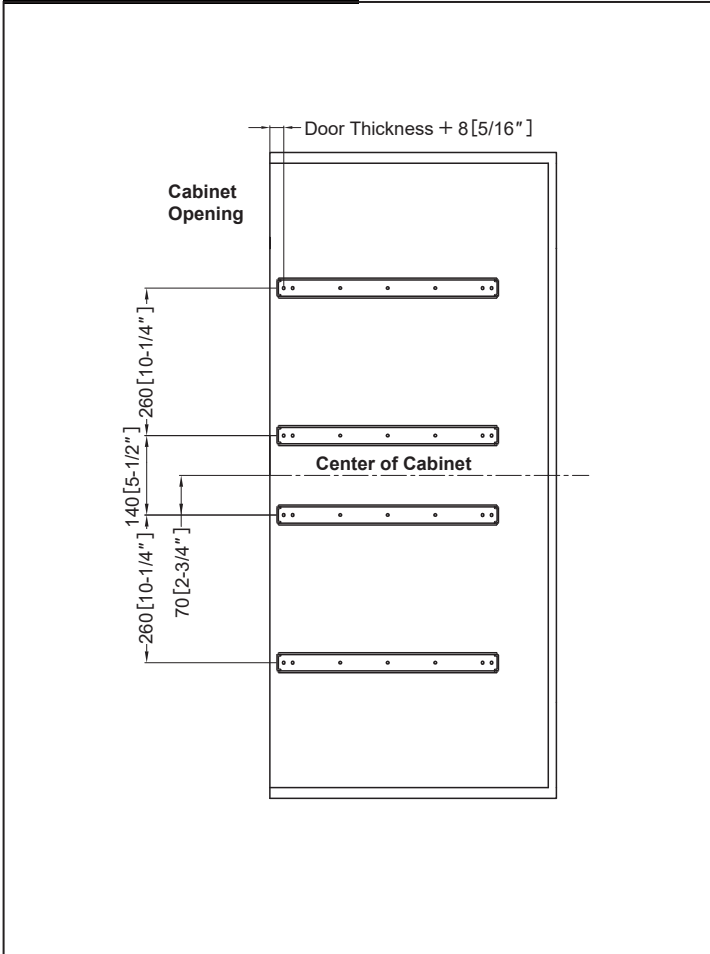 Door Thickness + 8[5/16"]
Cabinet
Opening
260[10-1/4"]
140[5-1/2"]
Center of Cabinet
70[2-3/4"]
260[10-1/4"]